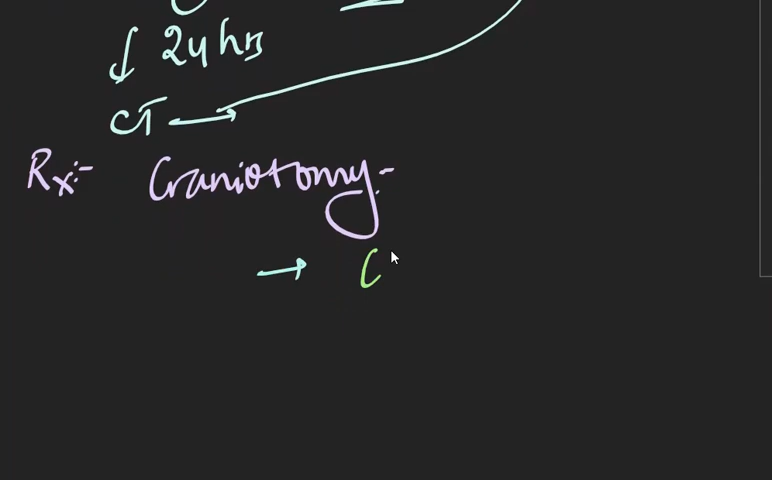 ↓ 24 hrs
CT →
Rx:- Craniotomy:-
→ C